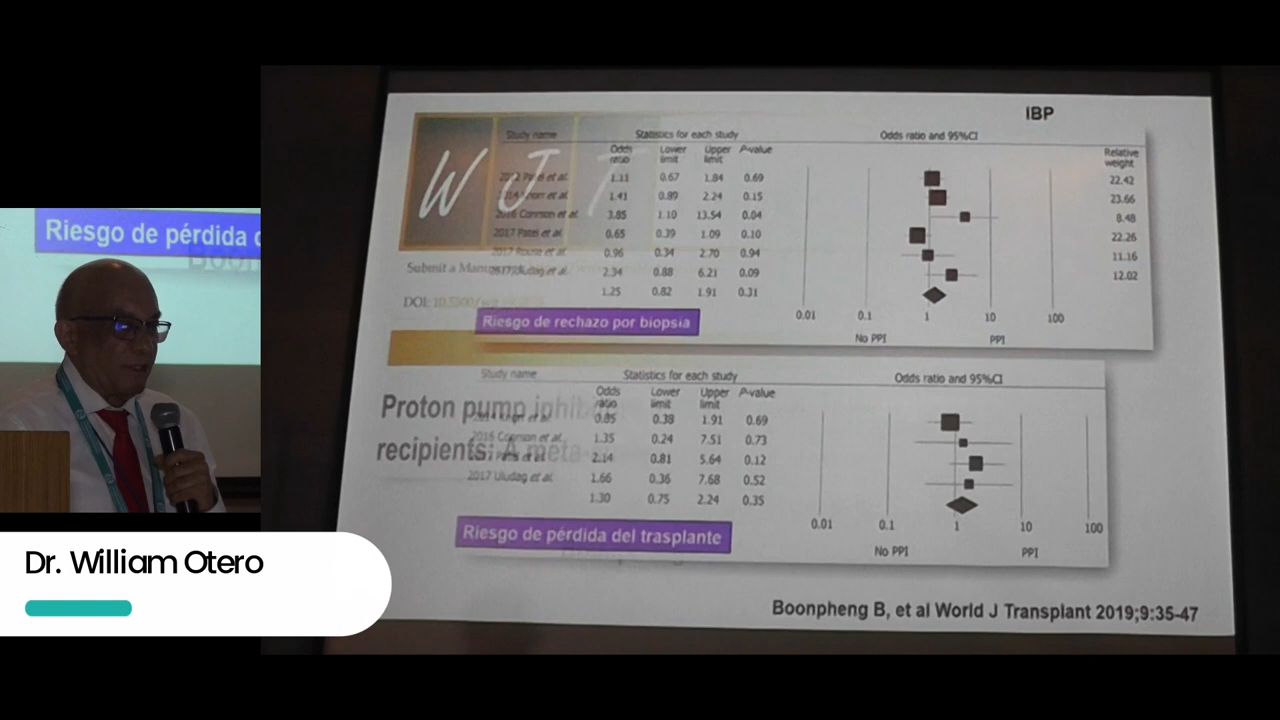 IBP
W J T
Study name Statistics for each study Odds ratio and 95%CI
Odds ratio Lower limit Upper limit P-value Relative weight
1.11 0.67 1.84 0.69 22.42
1.41 0.89 2.24 0.15 23.66
3.85 1.10 13.54 0.04 8.48
2017 Patel et al. 0.65 0.39 1.09 0.10 22.26
2017 et al. 0.96 0.34 2.70 0.94 11.16
Submit a et al. 2.34 0.88 6.21 0.09 12.02
1.25 0.82 1.91 0.31
DOI:
0.01 0.1 1 10 100
No PPI PPI
Riesgo de rechazo por biopsia
Study name Statistics for each study Odds ratio and 95%CI
Odds ratio Lower limit Upper limit P-value
Proton pump
0.85 0.38 1.91 0.69
et al. 1.35 0.24 7.51 0.73
recipients: A meta
2.14 0.81 5.64 0.12
2017 Uludag et al. 1.66 0.36 7.68 0.52
1.30 0.75 2.24 0.35
0.01 0.1 1 10 100
No PPI PPI
Riesgo de pérdida del trasplante
Boonpheng B, et al World J Transplant 2019;9:35-47
Riesgo de pérdida
Dr. William Otero